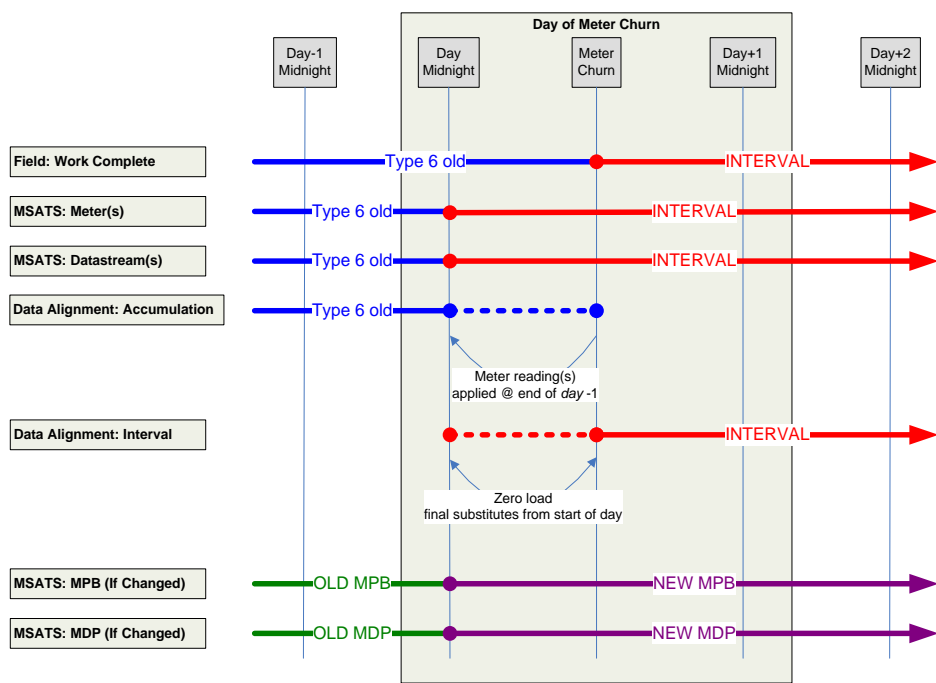 Day of Meter Churn
Day-1
Midnight
Day
Midnight
Meter
Churn
Day+1
Midnight
Day+2
Midnight
Field: Work Complete
Type 6 old
INTERVAL
MSATS: Meter(s)
Type 6 old
INTERVAL
MSATS: Datastream(s)
Type 6 old
INTERVAL
Data Alignment: Accumulation
Type 6 old
Meter reading(s)
applied @ end of day -1
Data Alignment: Interval
INTERVAL
Zero load
final substitutes from start of day
MSATS: MPB (If Changed)
OLD MPB
NEW MPB
MSATS: MDP (If Changed)
OLD MDP
NEW MDP